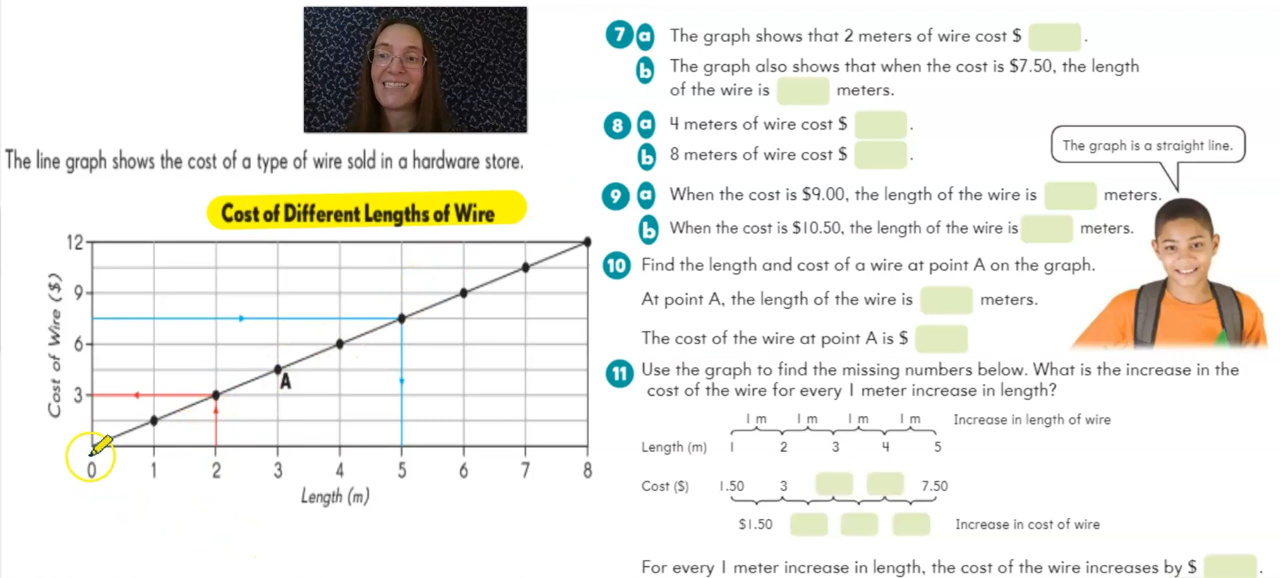 The line graph shows the cost of a type of wire sold in a hardware store.
Cost of Different Lengths of Wire
Cost of Wire ($)
12
9
6
3
A
0 1 2 3 4 5 6 7 8
Length (m)
7 a The graph shows that 2 meters of wire cost $ .
b The graph also shows that when the cost is $7.50, the length
of the wire is meters.
8 a 4 meters of wire cost $ .
b 8 meters of wire cost $ .
The graph is a straight line.
9 a When the cost is $9.00, the length of the wire is meters.
b When the cost is $10.50, the length of the wire is meters.
10 Find the length and cost of a wire at point A on the graph.
At point A, the length of the wire is meters.
The cost of the wire at point A is $
11 Use the graph to find the missing numbers below. What is the increase in the
cost of the wire for every 1 meter increase in length?
1 m 1 m 1 m 1 m Increase in length of wire
Length (m) 1 2 3 4 5
Cost ($) 1.50 3 7.50
$1.50 Increase in cost of wire
For every 1 meter increase in length, the cost of the wire increases by $ .